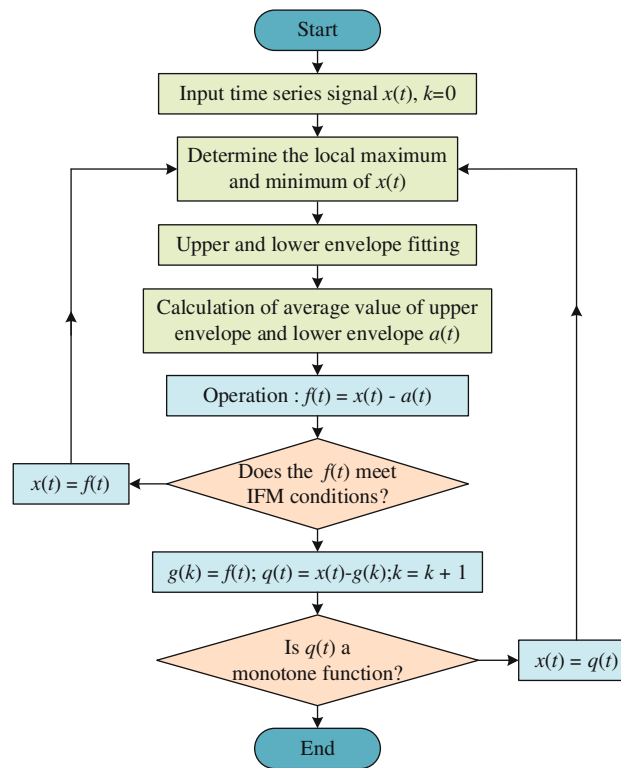 Start
Input time series signal x(t), k=0
Determine the local maximum
and minimum of x(t)
Upper and lower envelope fitting
Calculation of average value of upper
envelope and lower envelope a(t)
Operation : f(t) = x(t) - a(t)
Does the f(t) meet
IFM conditions?
x(t) = f(t)
g(k) = f(t); q(t) = x(t)-g(k);k = k + 1
Is q(t) a
monotone function?
x(t) = q(t)
End